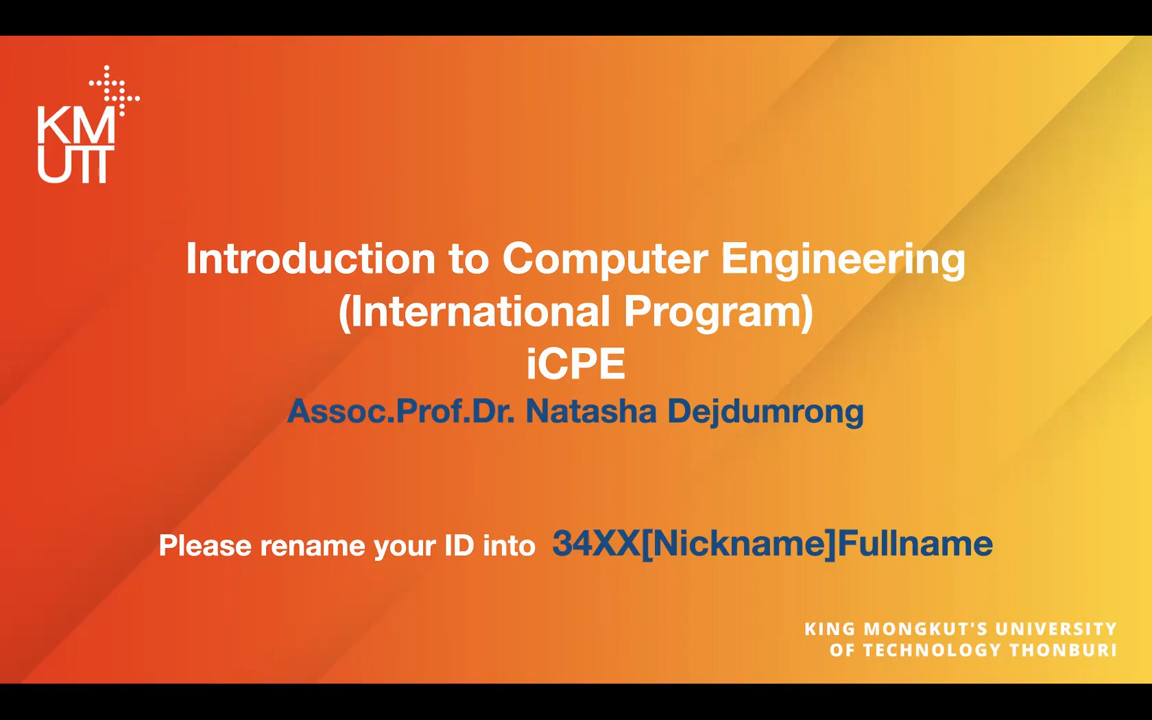 KM
UTT
Introduction to Computer Engineering
(International Program)
iCPE
Assoc.Prof.Dr. Natasha Dejdumrong
Please rename your ID into 34XX[Nickname]Fullname
KING MONGKUT'S UNIVERSITY
OF TECHNOLOGY THONBURI